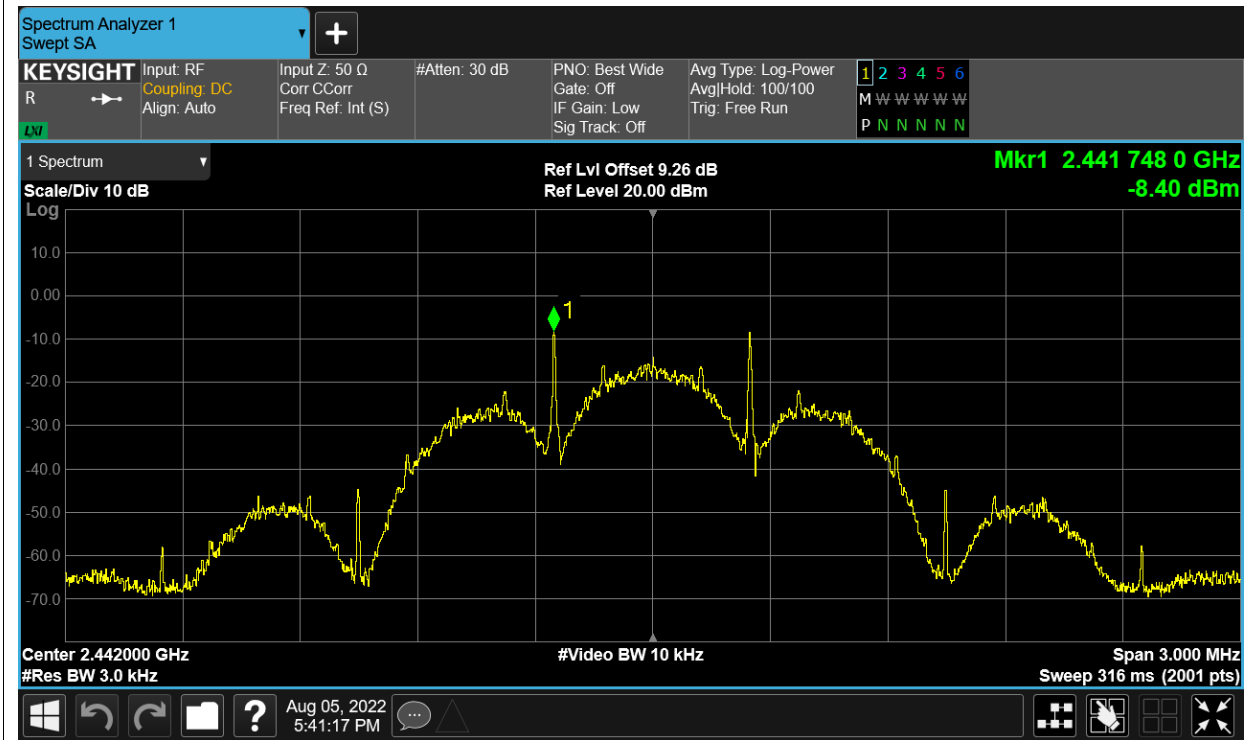 Spectrum Analyzer 1
Swept SA
KEYSIGHT
R
LXI
Input: RF
Coupling: DC
Align: Auto
Input Z: 50 Ω
Corr CCorr
Freq Ref: Int (S)
#Atten: 30 dB
PNO: Best Wide
Gate: Off
IF Gain: Low
Sig Track: Off
Avg Type: Log-Power
Avg|Hold: 100/100
Trig: Free Run
1 2 3 4 5 6
M W W W W W
P N N N N N
1 Spectrum
Scale/Div 10 dB
Log
Ref Lvl Offset 9.26 dB
Ref Level 20.00 dBm
Mkr1 2.441 748 0 GHz
-8.40 dBm
10.0
0.00
-10.0
-20.0
-30.0
-40.0
-50.0
-60.0
-70.0
1
Center 2.442000 GHz
#Video BW 10 kHz
Span 3.000 MHz
#Res BW 3.0 kHz
Sweep 316 ms (2001 pts)
?
Aug 05, 2022
5:41:17 PM